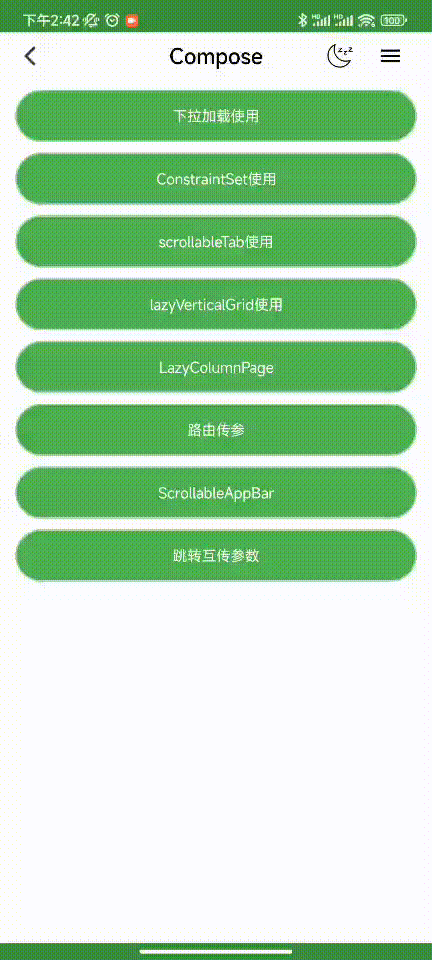 下午2:42
100
Compose
下拉加载使用
ConstraintSet使用
scrollableTab使用
lazyVerticalGrid使用
LazyColumnPage
路由传参
ScrollableAppBar
跳转互传参数